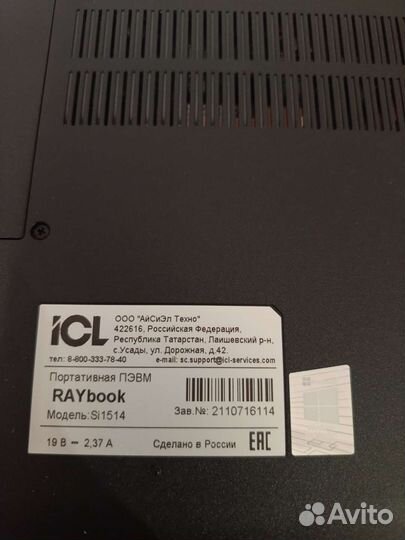 ICL
ООО "АйСиЭл Техно"
422616, Российская Федерация,
Республика Татарстан, Лаишевский р-н,
с.Усады, ул. Дорожная, д.42.
тел: 8-800-333-78-40 e-mail: sc.support@icl-services.com
Портативная ПЭВМ
RAYbook
Модель:Si1514 Зав.№: 2110716114
19 В ⎓ 2,37 А Сделано в России EAC
Avito